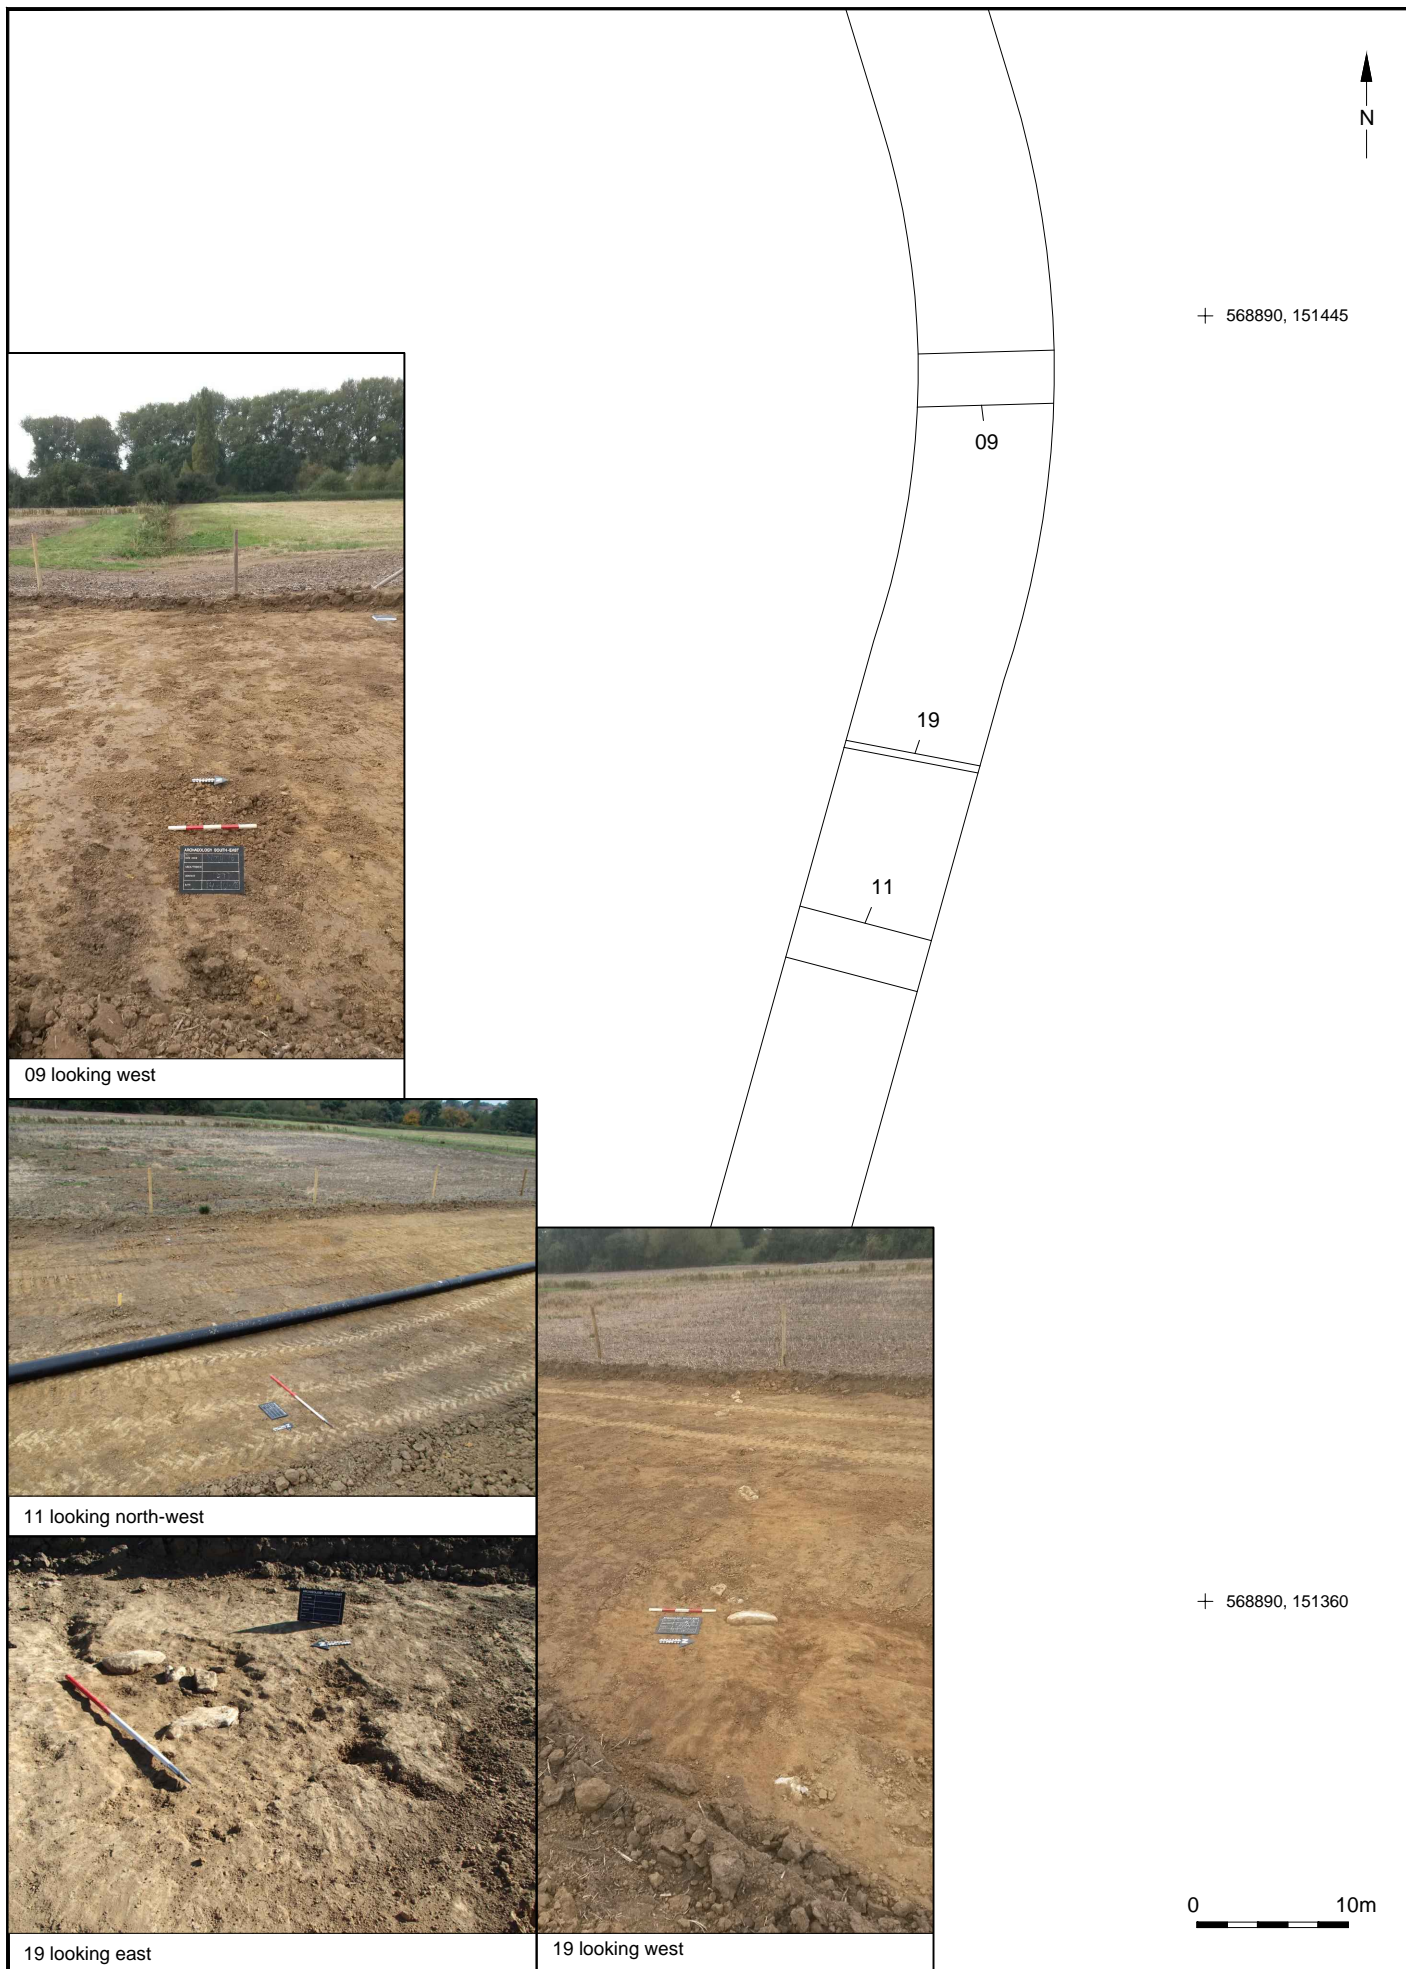 N
568890, 151445
09
19
11
ARCHAEOLOGY SOUTH-EAST
09 looking west
11 looking north-west
568890, 151360
0 10m
19 looking east
19 looking west